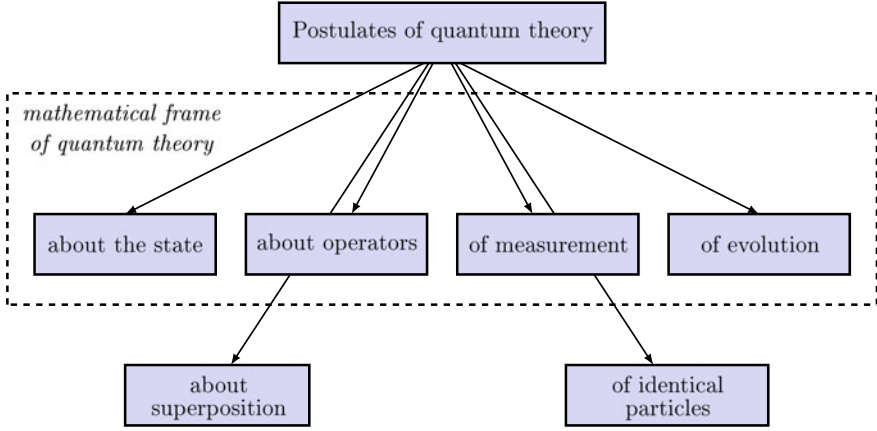 Postulates of quantum theory
mathematical frame
of quantum theory
about the state
about operators
of measurement
of evolution
about
superposition
of identical
particles